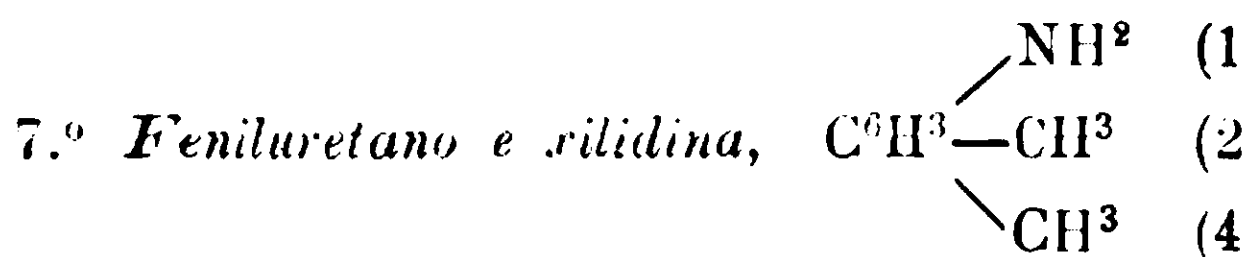 NH² (1
7.º Feniluretano e xilidina, C⁶H³—CH³ (2
CH³ (4